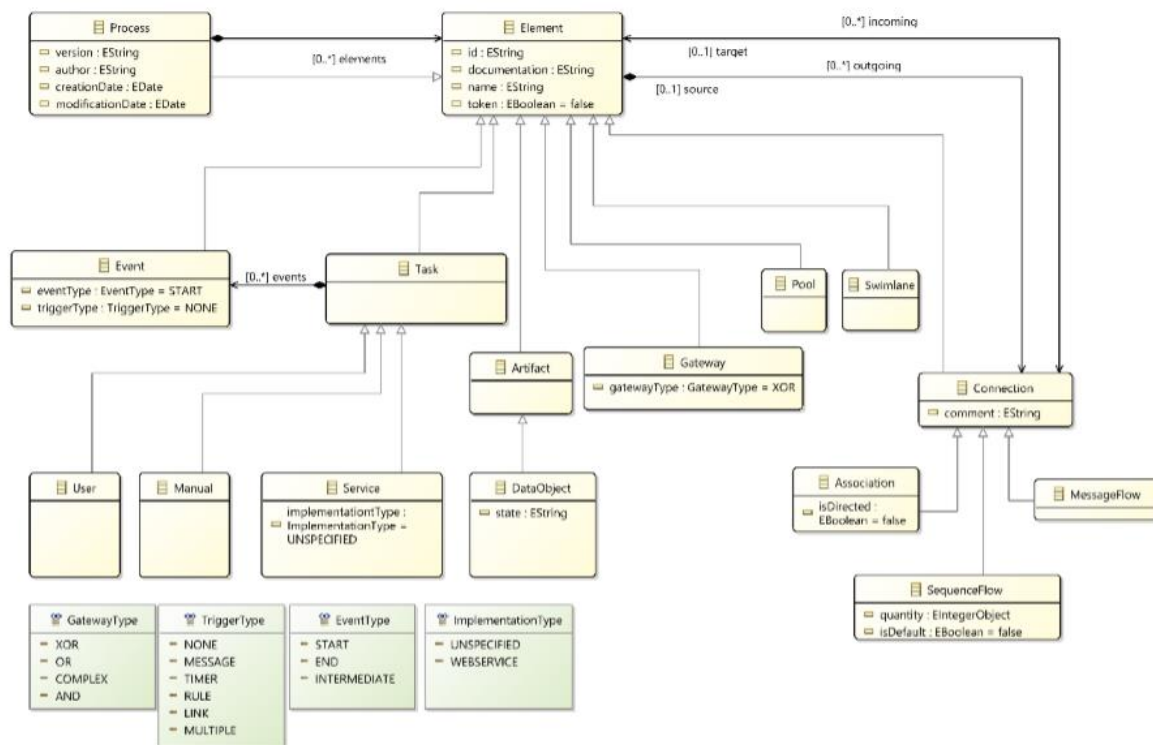 Process
version : EString
author : EString
creationDate : EDate
modificationDate : EDate
[0..*] elements
Element
id : EString
documentation : EString
name : EString
token : EBoolean = false
[0..*] incoming
[0..1] target
[0..*] outgoing
[0..1] source
Event
eventType : EventType = START
triggerType : TriggerType = NONE
[0..*] events
Task
Pool
Swimlane
Artifact
Gateway
gatewayType : GatewayType = XOR
Connection
comment : EString
User
Manual
Service
implementationtType :
ImplementationType =
UNSPECIFIED
DataObject
state : EString
Association
isDirected :
EBoolean = false
MessageFlow
SequenceFlow
quantity : EIntegerObject
isDefault : EBoolean = false
GatewayType
XOR
OR
COMPLEX
AND
TriggerType
NONE
MESSAGE
TIMER
RULE
LINK
MULTIPLE
EventType
START
END
INTERMEDIATE
ImplementationType
UNSPECIFIED
WEBSERVICE